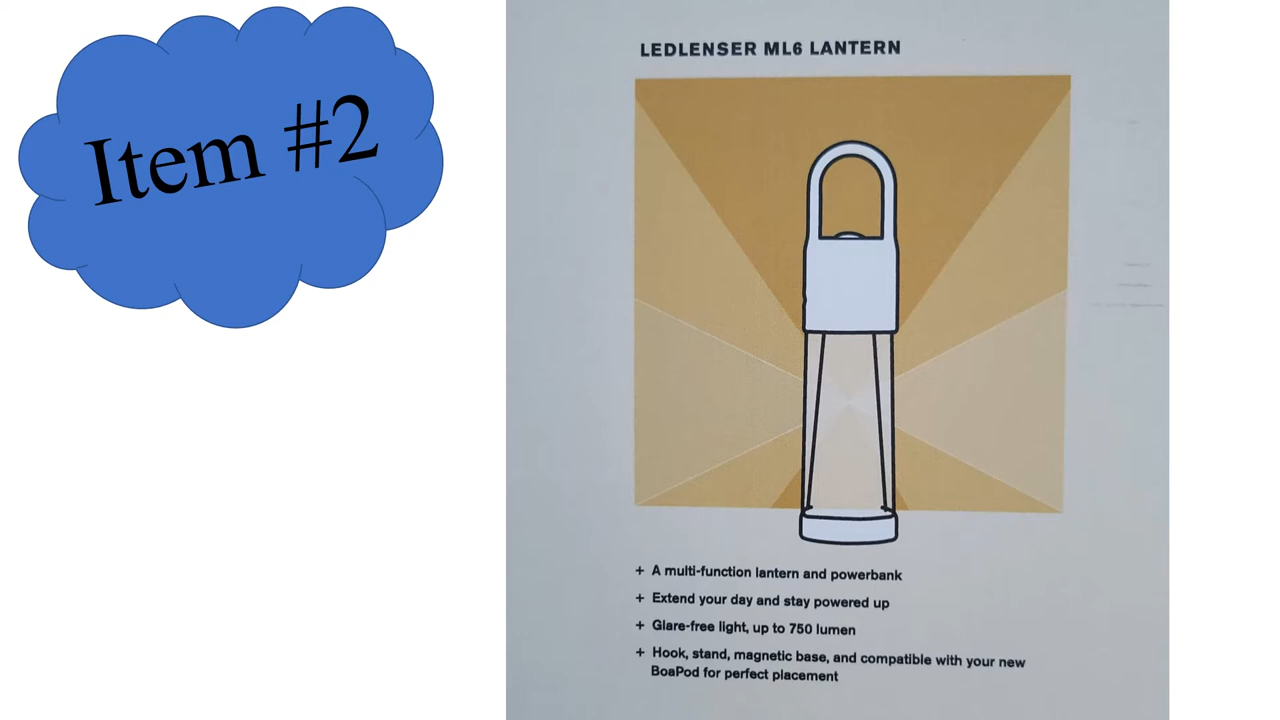 Item #2
LEDLENSER ML6 LANTERN
+ A multi-function lantern and powerbank
+ Extend your day and stay powered up
+ Glare-free light, up to 750 lumen
+ Hook, stand, magnetic base, and compatible with your new
BoaPod for perfect placement